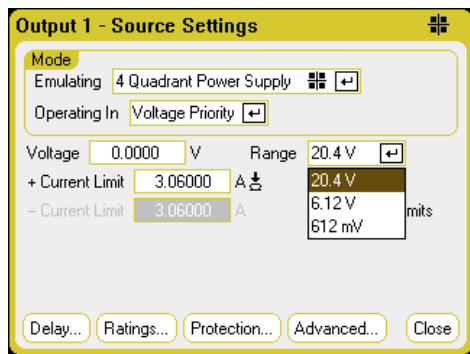 Output 1 - Source Settings
Mode
Emulating 4 Quadrant Power Supply
Operating In Voltage Priority
Voltage 0.0000 V Range 20.4 V
+ Current Limit 3.06000 A 20.4 V
- Current Limit 3.06000 A 6.12 V mits
612 mV
Delay... Ratings... Protection... Advanced... Close